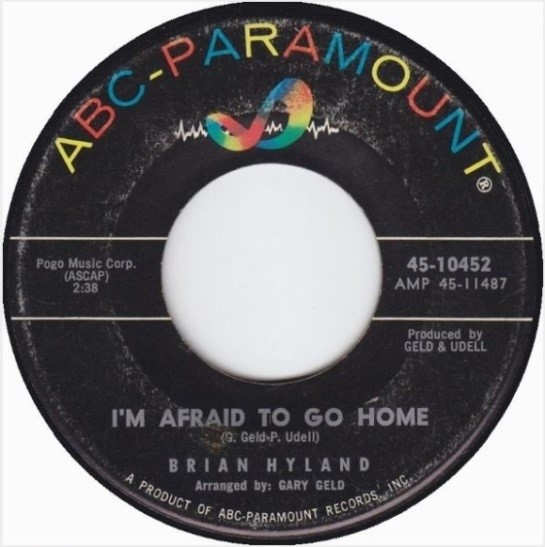 ABC-PARAMOUNT®
Pogo Music Corp.
(ASCAP)
2:38
45-10452
AMP 45-11487
Produced by
GELD & UDELL
I'M AFRAID TO GO HOME
(G. Geld-P. Udell)
BRIAN HYLAND
Arranged by: GARY GELD
A PRODUCT OF ABC-PARAMOUNT RECORDS, INC.